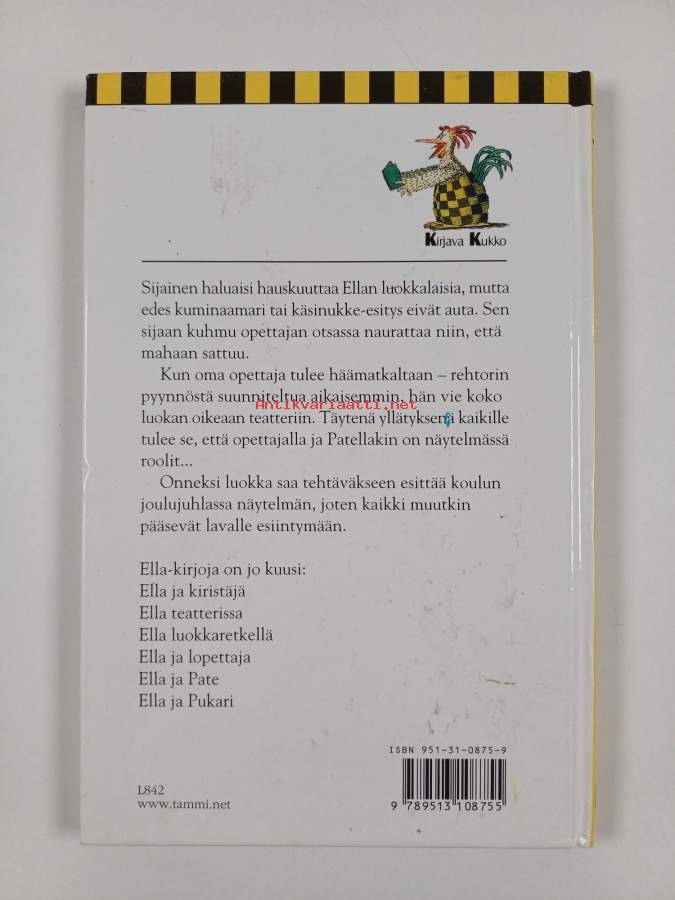 Kirjava Kukko
Sijainen haluaisi hauskuuttaa Ellan luokkalaisia, mutta
edes kuminaamari tai käsinukke-esitys eivät auta. Sen
sijaan kuhmu opettajan otsassa naurattaa niin, että
mahaan sattuu.
Kun oma opettaja tulee häämatkaltaan – rehtorin
pyynnöstä suunniteltua aikaisemmin, hän vie koko
Antikvariaatti.net
luokan oikeaan teatteriin. Täytenä yllätyksenä kaikille
tulee se, että opettajalla ja Patellakin on näytelmässä
roolit...
Onneksi luokka saa tehtäväkseen esittää koulun
joulujuhlassa näytelmän, joten kaikki muutkin
pääsevät lavalle esiintymään.
Ella-kirjoja on jo kuusi:
Ella ja kiristäjä
Ella teatterissa
Ella luokkaretkellä
Ella ja lopettaja
Ella ja Pate
Ella ja Pukari
ISBN 951-31-0875-9
9 789513 108755
L842
www.tammi.net